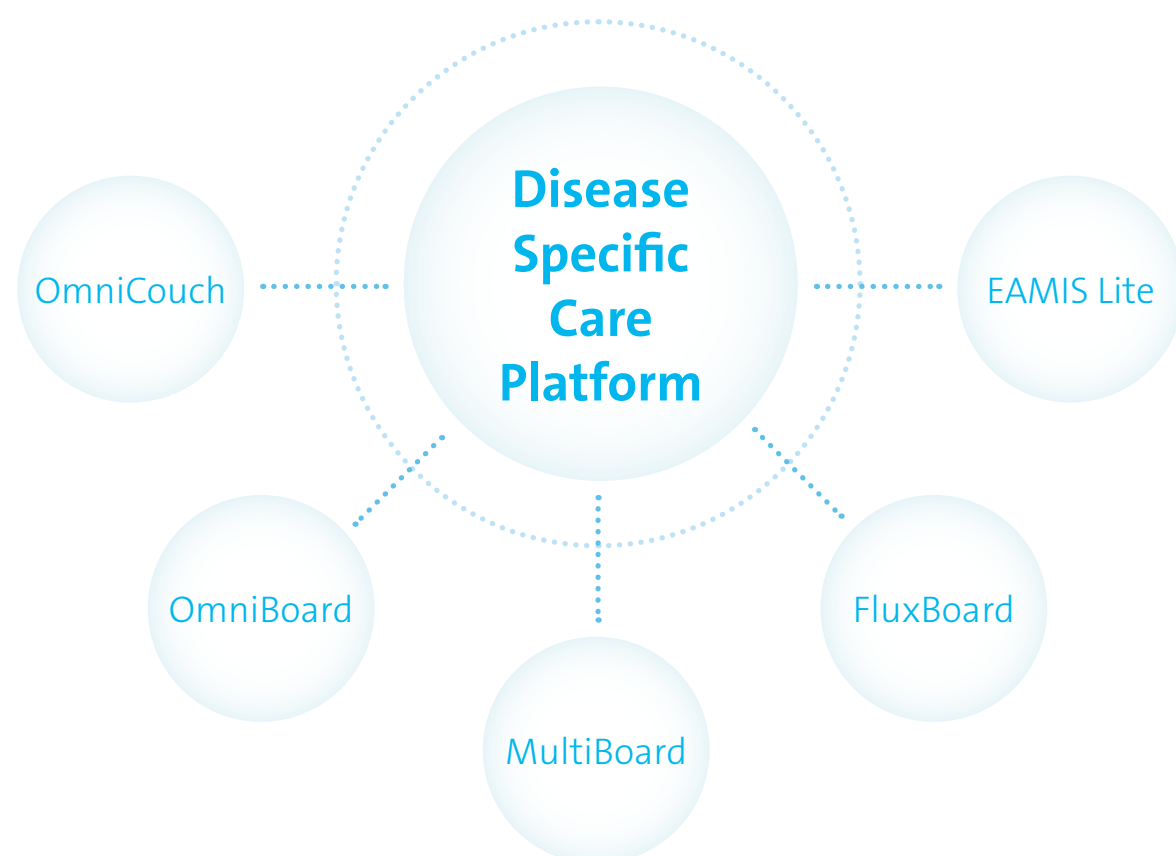 Disease
Specific
Care
Platform
OmniCouch
EAMIS Lite
OmniBoard
FluxBoard
MultiBoard